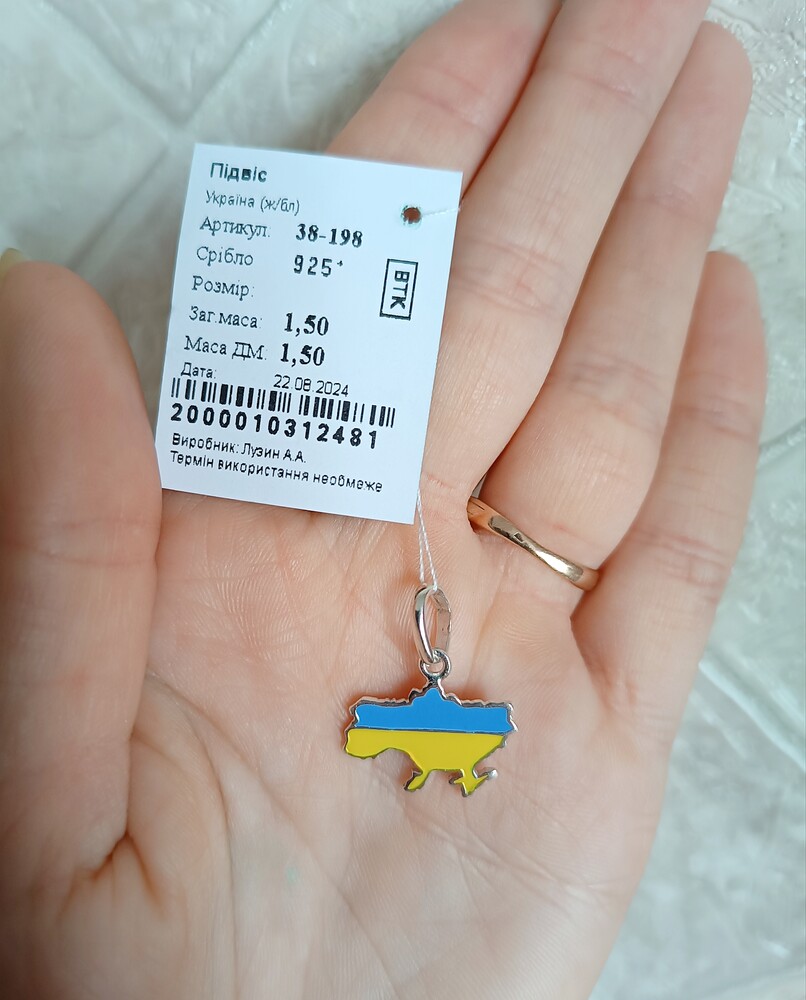 Підвіс
Україна (ж/бл)
Артикул: 38-198
Срібло 925*
ВТК
Розмір:
Заг.маса: 1,50
Маса ДМ: 1,50
Дата: 22.08.2024
2000010312481
Виробник: Лузин А.А.
Термін використання необмеже